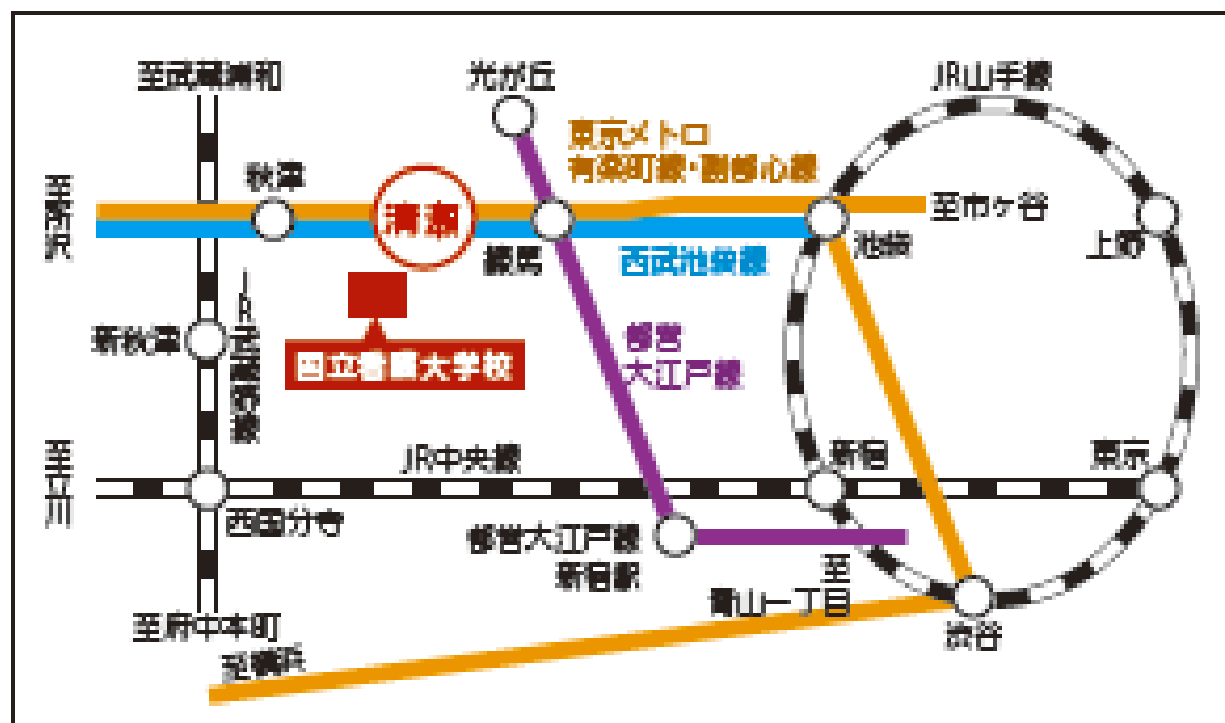 至武蔵浦和
光が丘
JR山手線
東京メトロ
有楽町線・副都心線
秋津
清瀬
至所沢
至市ヶ谷
練馬
西武池袋線
池袋
上野
新秋津
JR武蔵野線
国立看護大学校
都営
大江戸線
至立川
JR中央線
新宿
東京
西国分寺
都営大江戸線
新宿駅
至
青山一丁目
渋谷
至府中本町
至横浜